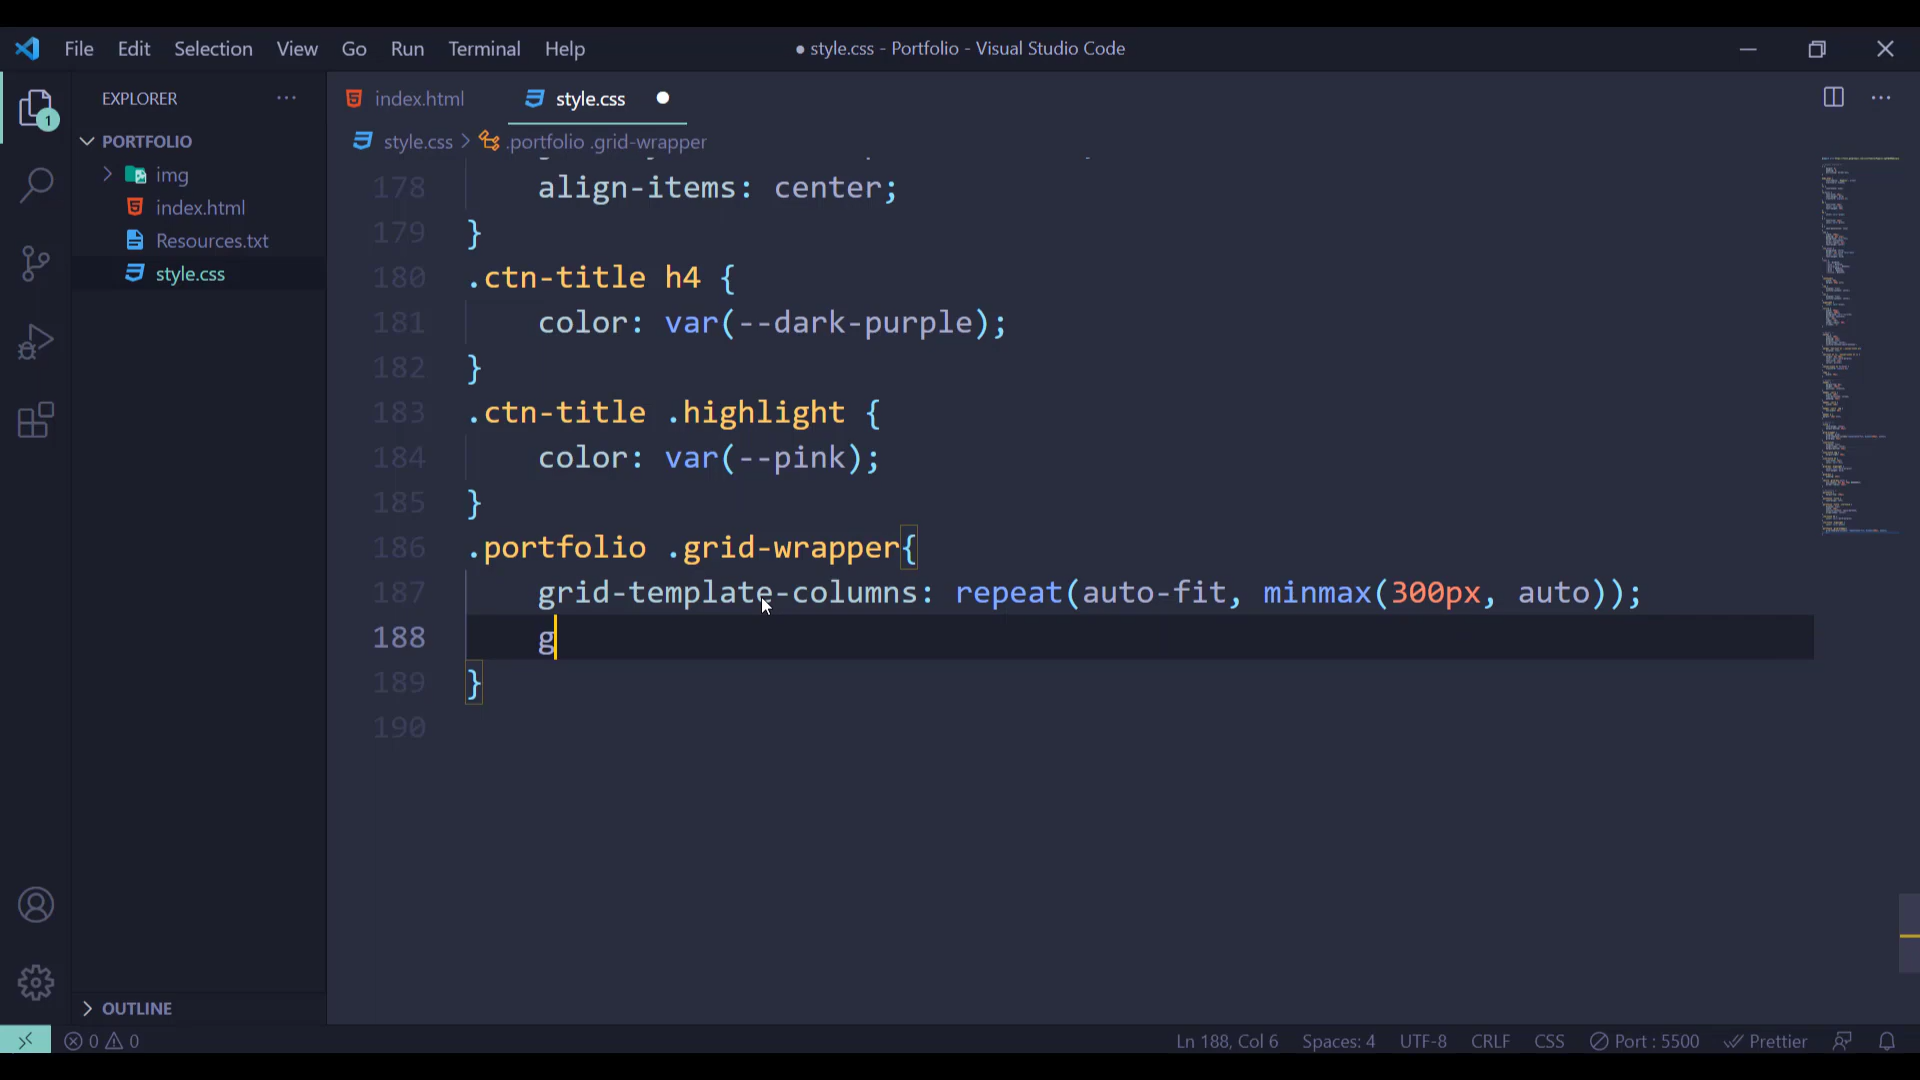 File Edit Selection View Go Run Terminal Help
● style.css - Portfolio - Visual Studio Code
EXPLORER
1
PORTFOLIO
img
index.html
Resources.txt
style.css
OUTLINE
index.html
style.css
style.css > .portfolio .grid-wrapper
178 align-items: center;
179 }
180 .ctn-title h4 {
181 color: var(--dark-purple);
182 }
183 .ctn-title .highlight {
184 color: var(--pink);
185 }
186 .portfolio .grid-wrapper{
187 grid-template-columns: repeat(auto-fit, minmax(300px, auto));
188 g
189 }
190
0 0
Ln 188, Col 6 Spaces: 4 UTF-8 CRLF CSS Port : 5500 Prettier